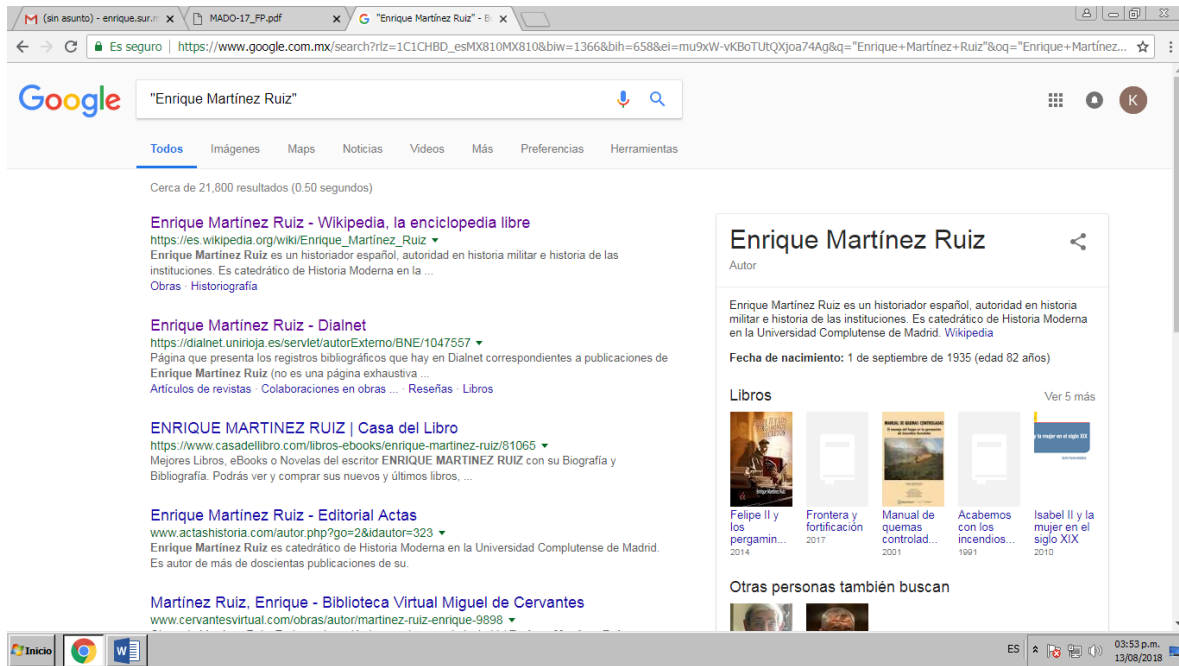 (sin asunto) - enrique.sur.m
MADO-17_FP.pdf
"Enrique Martínez Ruiz" - B
Es seguro | https://www.google.com.mx/search?rlz=1C1CHBD_esMX810MX810&biw=1366&bih=658&ei=mu9xW-vKBoTUtQXjoa74Ag&q="Enrique+Martínez+Ruiz"&oq="Enrique+Martínez...
Google
"Enrique Martínez Ruiz"
K
Todos Imágenes Maps Noticias Videos Más Preferencias Herramientas
Cerca de 21,800 resultados (0.50 segundos)
Enrique Martínez Ruiz - Wikipedia, la enciclopedia libre
https://es.wikipedia.org/wiki/Enrique_Martínez_Ruiz
Enrique Martínez Ruiz es un historiador español, autoridad en historia militar e historia de las
instituciones. Es catedrático de Historia Moderna en la ...
Obras · Historiografía
Enrique Martínez Ruiz - Dialnet
https://dialnet.unirioja.es/servlet/autorExterno/BNE/1047557
Página que presenta los registros bibliográficos que hay en Dialnet correspondientes a publicaciones de
Enrique Martínez Ruiz (no es una página exhaustiva ...
Artículos de revistas · Colaboraciones en obras ... · Reseñas · Libros
ENRIQUE MARTINEZ RUIZ | Casa del Libro
https://www.casadellibro.com/libros-ebooks/enrique-martinez-ruiz/81065
Mejores Libros, eBooks o Novelas del escritor ENRIQUE MARTINEZ RUIZ con su Biografía y
Bibliografía. Podrás ver y comprar sus nuevos y últimos libros, ...
Enrique Martínez Ruiz - Editorial Actas
www.actashistoria.com/autor.php?go=2&idautor=323
Enrique Martínez Ruiz es catedrático de Historia Moderna en la Universidad Complutense de Madrid.
Es autor de más de doscientas publicaciones de su.
Martínez Ruiz, Enrique - Biblioteca Virtual Miguel de Cervantes
www.cervantesvirtual.com/obras/autor/martinez-ruiz-enrique-9898
Enrique Martínez Ruiz
Autor
Enrique Martínez Ruiz es un historiador español, autoridad en historia
militar e historia de las instituciones. Es catedrático de Historia Moderna
en la Universidad Complutense de Madrid. Wikipedia
Fecha de nacimiento: 1 de septiembre de 1935 (edad 82 años)
Libros
Ver 5 más
MANUAL DE QUEMAS CONTROLADAS
y la mujer en el siglo XIX
Felipe II y
los
pergamin...
2014
Frontera y
fortificación
2017
Manual de
quemas
controlad...
2001
Acabemos
con los
incendios...
1991
Isabel II y la
mujer en el
siglo XIX
2010
Otras personas también buscan
Inicio
W
ES
03:53 p.m.
13/08/2018